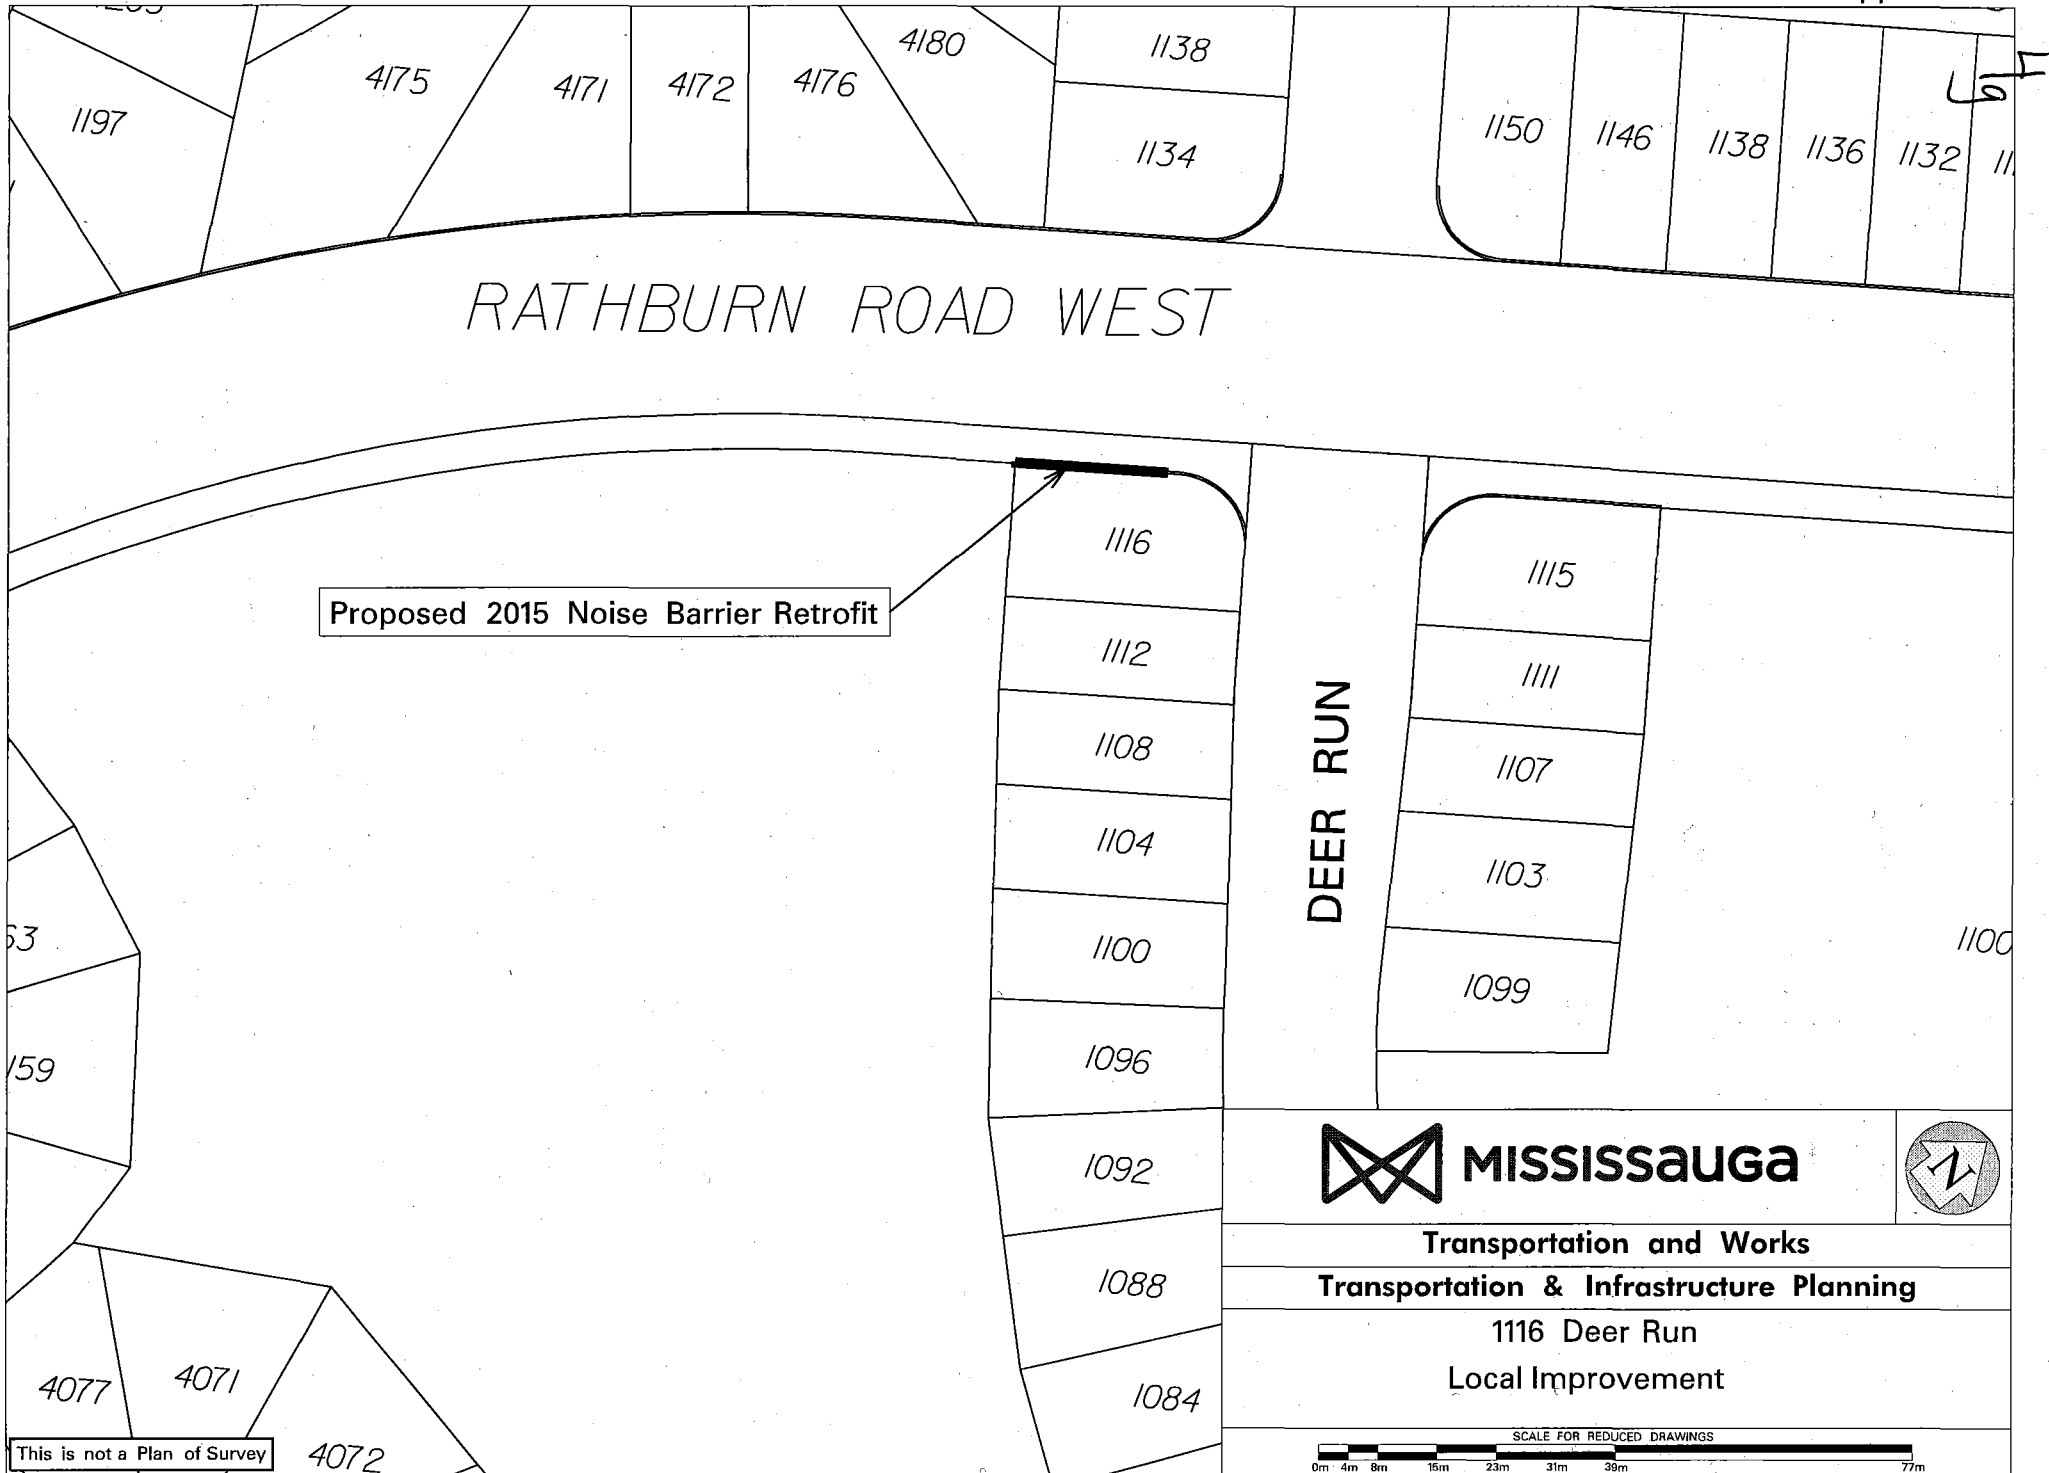 4175
4171
4172
4176
4180
1138
1134
1150
1146
1138
1136
1132
1197
RATHBURN ROAD WEST
Proposed 2015 Noise Barrier Retrofit
1116
1112
1108
1104
1100
1096
1092
1088
1084
DEER RUN
1115
1111
1107
1103
1099
1100
159
4077
4071
4072
This is not a Plan of Survey
MISSISSAUGA
N
Transportation and Works
Transportation & Infrastructure Planning
1116 Deer Run
Local Improvement
SCALE FOR REDUCED DRAWINGS
0m 4m 8m 15m 23m 31m 39m 77m